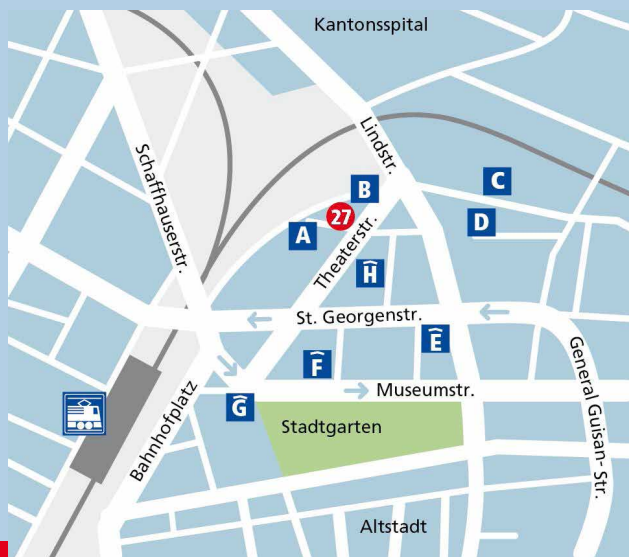 Kantonsspital
Lindstr.
Schaffhauserstr.
C
B
27
D
A
Theaterstr.
H
St. Georgenstr.
E
F
General Guisan- Str.
Museumstr.
G
Bahnhofplatz
Stadtgarten
Altstadt